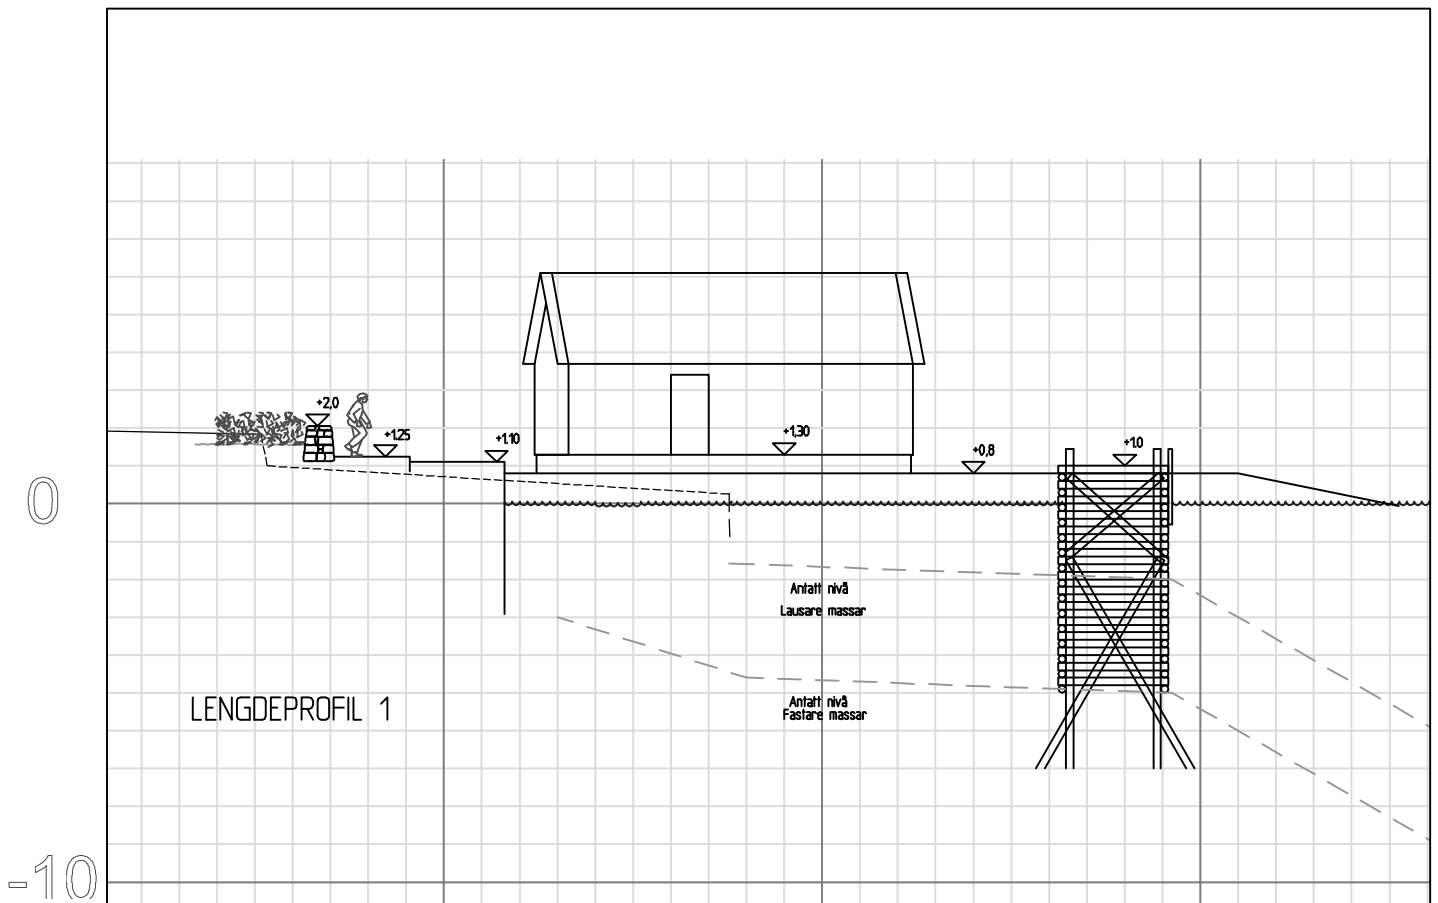 +2,0
+1.25
+1.10
+1,30
+0,8
+1.0
0
Antatt nivå
Lausare massar
LENGDEPROFIL 1
Antatt nivå
Fastare massar
-10